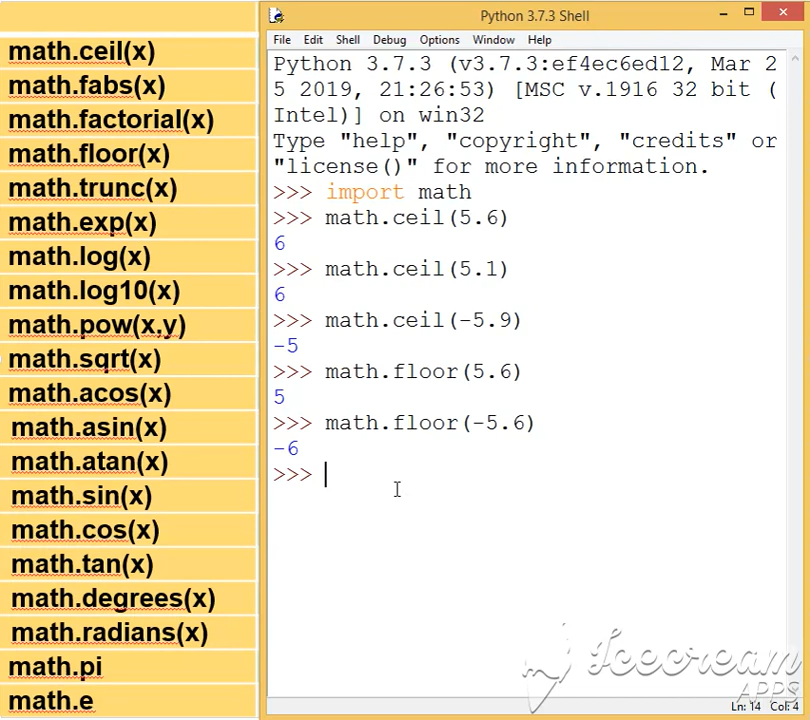 math.ceil(x)
math.fabs(x)
math.factorial(x)
math.floor(x)
math.trunc(x)
math.exp(x)
math.log(x)
math.log10(x)
math.pow(x,y)
math.sqrt(x)
math.acos(x)
math.asin(x)
math.atan(x)
math.sin(x)
math.cos(x)
math.tan(x)
math.degrees(x)
math.radians(x)
math.pi
math.e
Python 3.7.3 Shell
File Edit Shell Debug Options Window Help
Python 3.7.3 (v3.7.3:ef4ec6ed12, Mar 2
5 2019, 21:26:53) [MSC v.1916 32 bit (
Intel)] on win32
Type "help", "copyright", "credits" or
"license()" for more information.
>>> import math
>>> math.ceil(5.6)
6
>>> math.ceil(5.1)
6
>>> math.ceil(-5.9)
-5
>>> math.floor(5.6)
5
>>> math.floor(-5.6)
-6
>>>
Icecream
APPS
Ln: 14 Col: 4